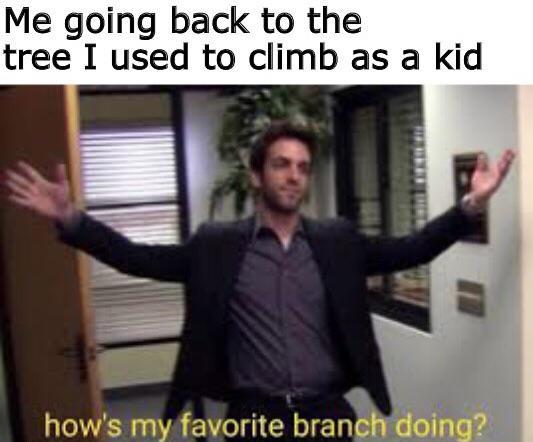 Me going back to the
tree I used to climb as a kid
how's my favorite branch doing?